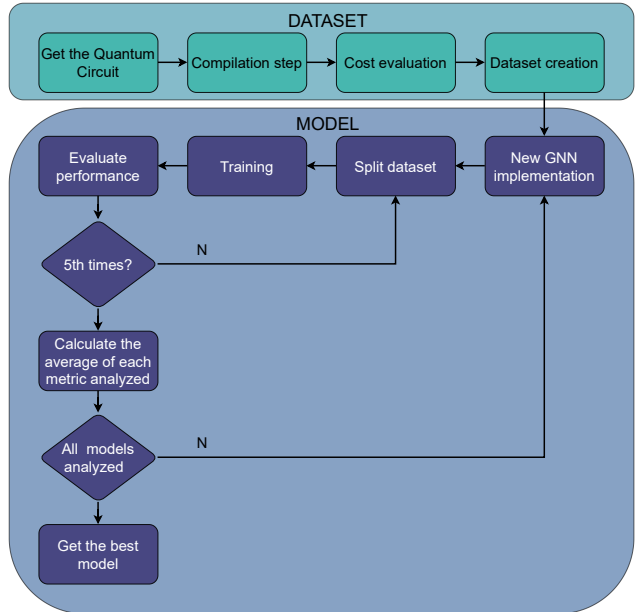 DATASET
Get the Quantum
Circuit
Compilation step
Cost evaluation
Dataset creation
MODEL
Evaluate
performance
Training
Split dataset
New GNN
implementation
5th times?
N
Calculate the
average of each
metric analyzed
All models
analyzed
N
Get the best
model